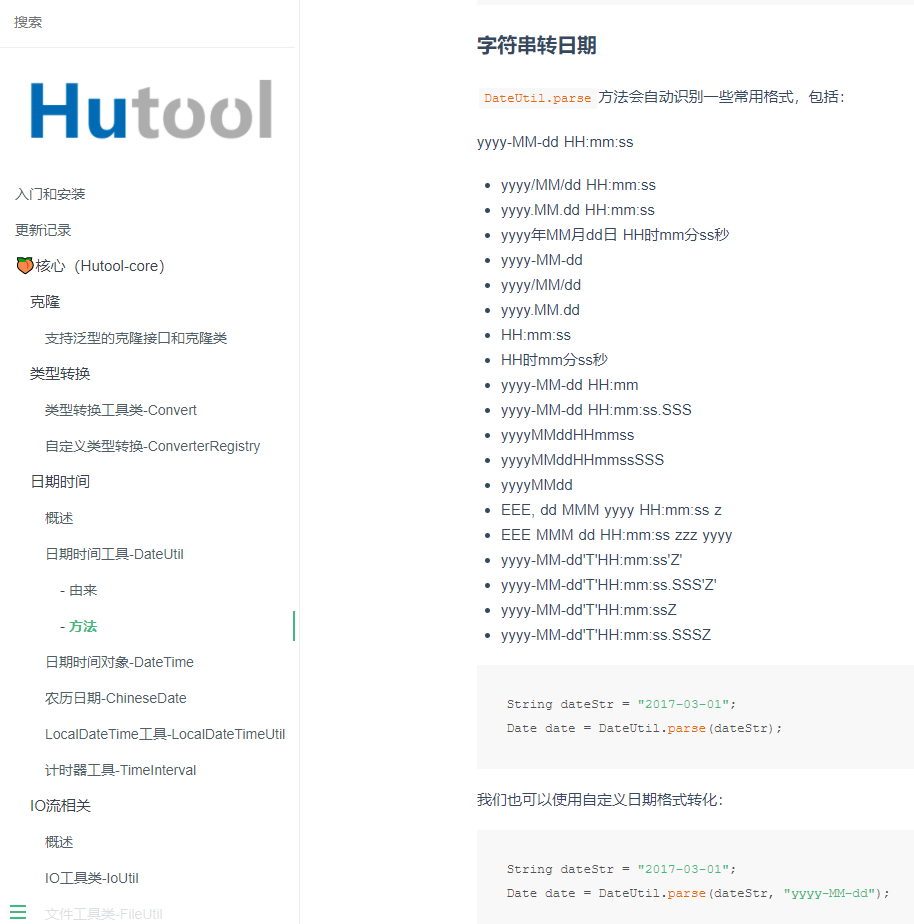 搜索
Hutool
入门和安装
更新记录
🍑核心（Hutool-core）
克隆
支持泛型的克隆接口和克隆类
类型转换
类型转换工具类-Convert
自定义类型转换-ConverterRegistry
日期时间
概述
日期时间工具-DateUtil
- 由来
- 方法
日期时间对象-DateTime
农历日期-ChineseDate
LocalDateTime工具-LocalDateTimeUtil
计时器工具-TimeInterval
IO流相关
概述
IO工具类-IoUtil
文件工具类-FileUtil
字符串转日期
DateUtil.parse 方法会自动识别一些常用格式，包括：
yyyy-MM-dd HH:mm:ss
• yyyy/MM/dd HH:mm:ss
• yyyy.MM.dd HH:mm:ss
• yyyy年MM月dd日 HH时mm分ss秒
• yyyy-MM-dd
• yyyy/MM/dd
• yyyy.MM.dd
• HH:mm:ss
• HH时mm分ss秒
• yyyy-MM-dd HH:mm
• yyyy-MM-dd HH:mm:ss.SSS
• yyyyMMddHHmmss
• yyyyMMddHHmmssSSS
• yyyyMMdd
• EEE, dd MMM yyyy HH:mm:ss z
• EEE MMM dd HH:mm:ss zzz yyyy
• yyyy-MM-dd'T'HH:mm:ss'Z'
• yyyy-MM-dd'T'HH:mm:ss.SSS'Z'
• yyyy-MM-dd'T'HH:mm:ssZ
• yyyy-MM-dd'T'HH:mm:ss.SSSZ
String dateStr = "2017-03-01";
Date date = DateUtil.parse(dateStr);
我们也可以使用自定义日期格式转化：
String dateStr = "2017-03-01";
Date date = DateUtil.parse(dateStr, "yyyy-MM-dd");